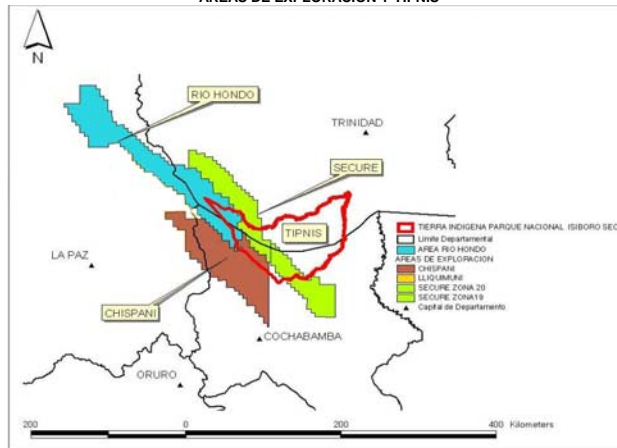 AREAS DE EXPLORACION Y TIPNIS
N
RIO HONDO
TRINIDAD
SECURE
TIPNIS
LA PAZ
CHISPANI
COCHABAMBA
ORURO
TIERRA INDIGENA PARQUE NACIONAL ISIBORO SEC
Limite Departamental
AREA RIO HONDO
AREAS DE EXPLORACION
CHISPANI
LLIQUIMUNI
SECURE ZONA 20
SECURE ZONA19
Capital de Departamento
200 0 200 400 Kilometers